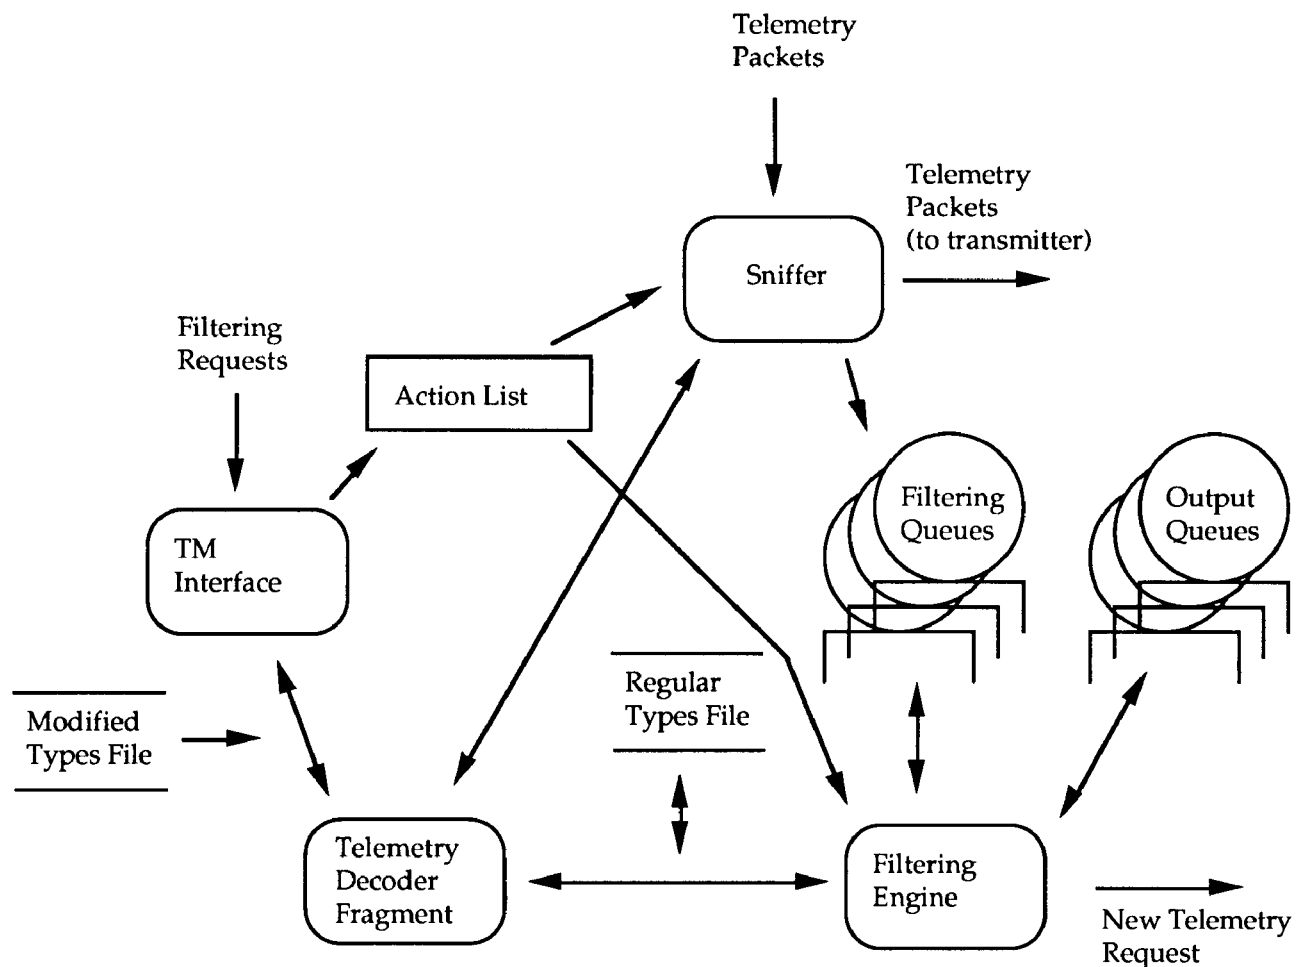 Telemetry
Packets
Telemetry
Packets
(to transmitter)
Sniffer
Filtering
Requests
Action List
Filtering
Queues
Output
Queues
TM
Interface
Regular
Types File
Modified
Types File
Telemetry
Decoder
Fragment
Filtering
Engine
New Telemetry
Request